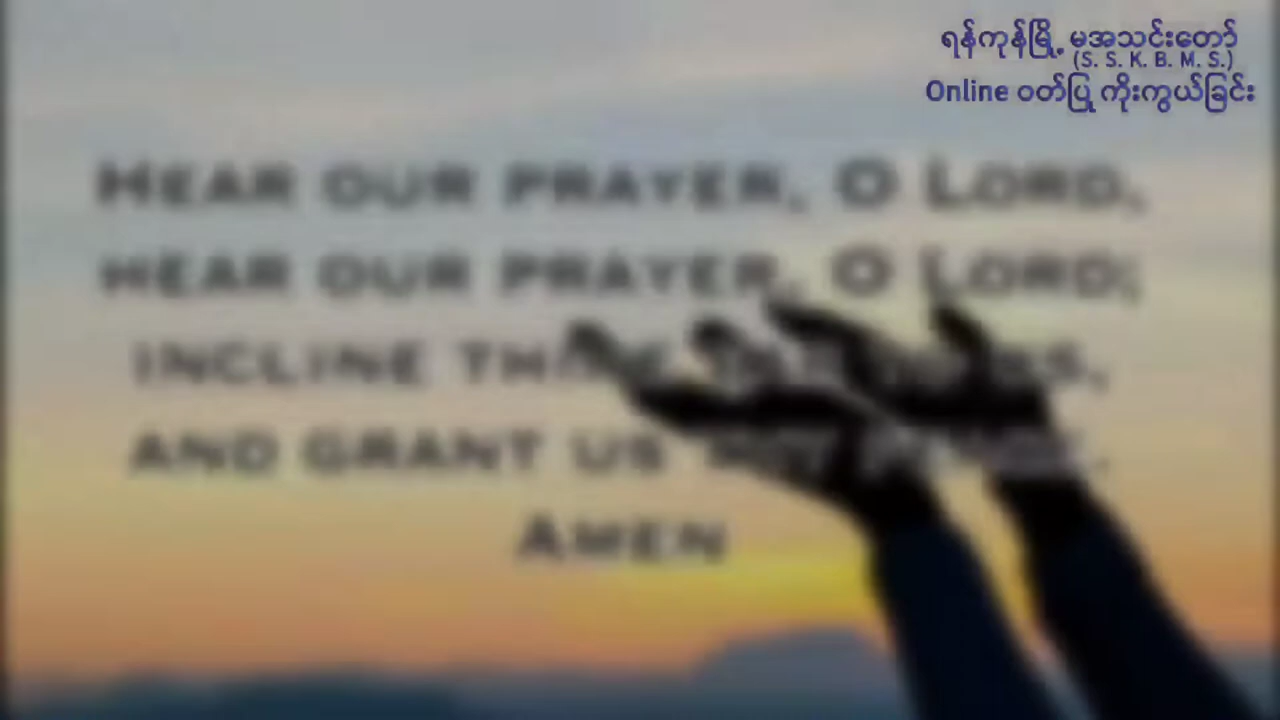 ရန်ကုန်မြို့ မအသင်းတော်
(S. S. K. B. M. S.)
Online ဝတ်ပြု ကိုးကွယ်ခြင်း
HEAR OUR PRAYER, O LORD,
HEAR OUR PRAYER, O LORD;
INCLINE
AND GRANT US
AMEN